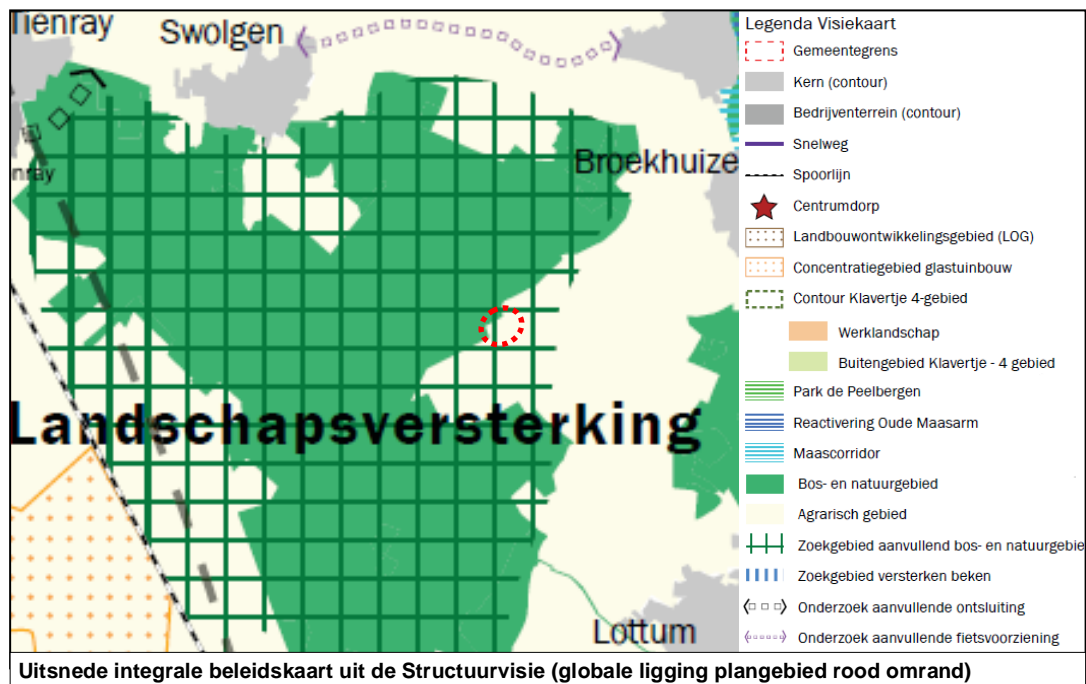 Tienray
Swolgen
nray
Broekhuize
Landschapsversterking
Lottum
Legenda Visiekaart
Gemeentegrens
Kern (contour)
Bedrijventerrein (contour)
Snelweg
Spoorlijn
Centrumdorp
Landbouwontwikkelingsgebied (LOG)
Concentratiegebied glastuinbouw
Contour Klavertje 4-gebied
Werklandschap
Buitengebied Klavertje - 4 gebied
Park de Peelbergen
Reactivering Oude Maasarm
Maascorridor
Bos- en natuurgebied
Agrarisch gebied
Zoekgebied aanvullend bos- en natuurgebie
Zoekgebied versterken beken
Onderzoek aanvullende ontsluiting
Onderzoek aanvullende fietsvoorziening
Uitsnede integrale beleidskaart uit de Structuurvisie (globale ligging plangebied rood omrand)